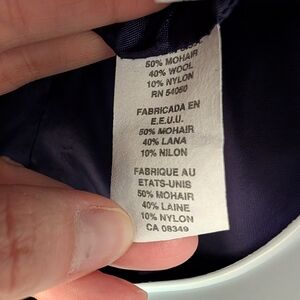 50% MOHAIR
40% WOOL
10% NYLON
RN 54050
FABRICADA EN
E.E.U.U.
50% MOHAIR
40% LANA
10% NILON
FABRIQUE AU
ETATS-UNIS
50% MOHAIR
40% LAINE
10% NYLON
CA 08349